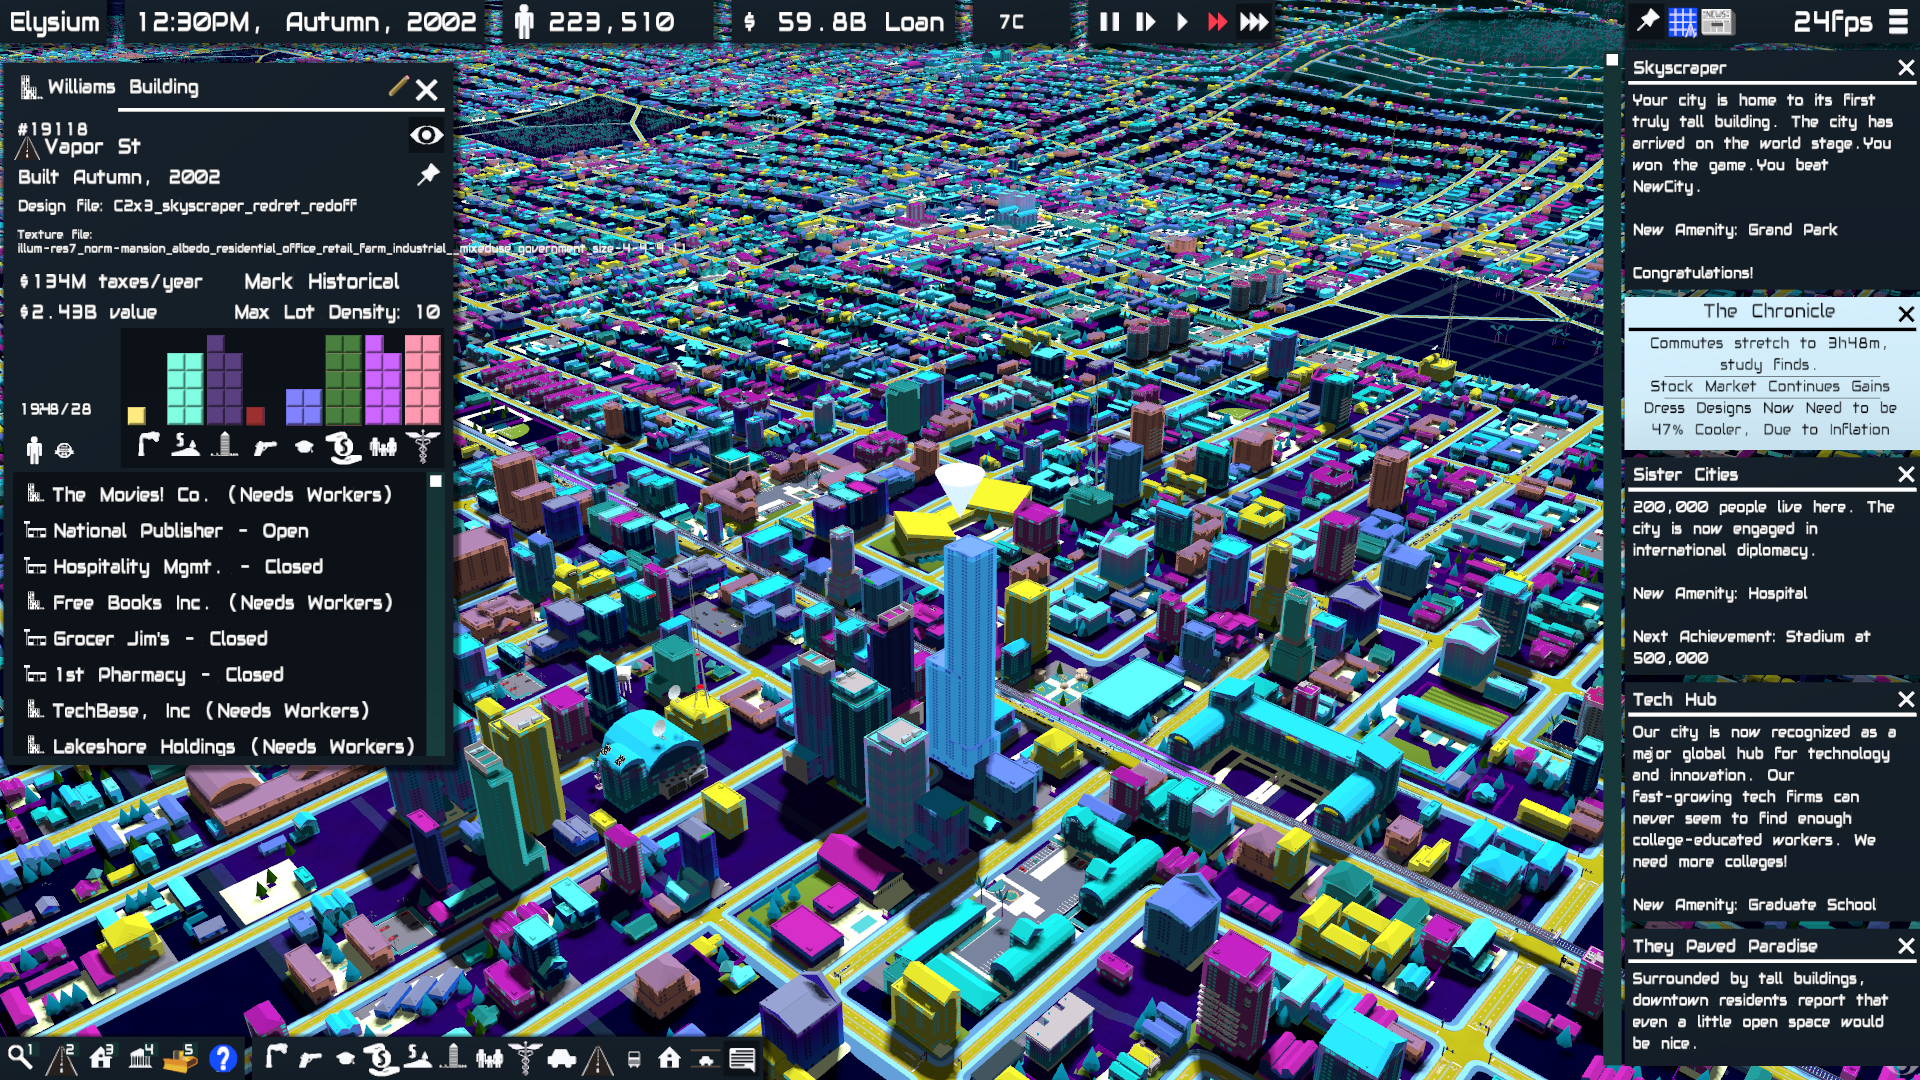 Elysium
12:30PM, Autumn, 2002
223,510
$ 59.8B Loan
7C
24fps
Williams Building
#19118
Vapor St
Built Autumn, 2002
Design file: C2x3_skyscraper_redret_redoff
Texture file:
illum-res7_norm-mansion_albedo_residential_office_retail_farm_industrial__mixeduse_government_size-4-4-4_11
$134M taxes/year
Mark Historical
$2.43B value
Max Lot Density: 10
1948/28
The Movies! Co. (Needs Workers)
National Publisher - Open
Hospitality Mgmt. - Closed
Free Books Inc. (Needs Workers)
Grocer Jim's - Closed
1st Pharmacy - Closed
TechBase, Inc (Needs Workers)
Lakeshore Holdings (Needs Workers)
1 2 3 4 5
NEWS
Skyscraper
Your city is home to its first
truly tall building. The city has
arrived on the world stage.You
won the game.You beat
NewCity.
New Amenity: Grand Park
Congratulations!
The Chronicle
Commutes stretch to 3h48m,
study finds.
Stock Market Continues Gains
Dress Designs Now Need to be
47% Cooler, Due to Inflation
Sister Cities
200,000 people live here. The
city is now engaged in
international diplomacy.
New Amenity: Hospital
Next Achievement: Stadium at
500,000
Tech Hub
Our city is now recognized as a
major global hub for technology
and innovation. Our
fast-growing tech firms can
never seem to find enough
college-educated workers. We
need more colleges!
New Amenity: Graduate School
They Paved Paradise
Surrounded by tall buildings,
downtown residents report that
even a little open space would
be nice.